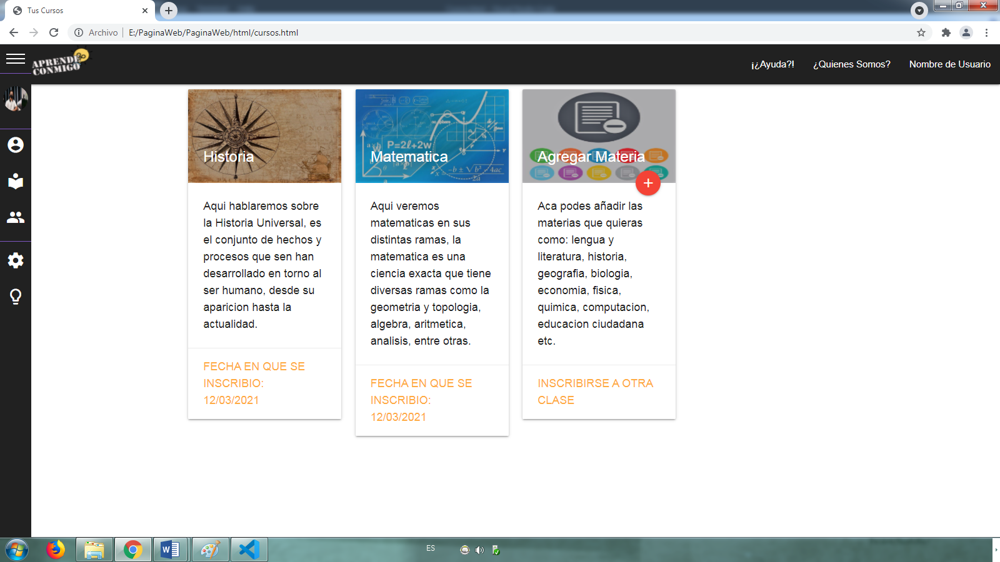 Tus Cursos
Archivo
E:/PaginaWeb/PaginaWeb/html/cursos.html
APRENDE
CONMIGO
¡¿Ayuda?!
¿Quienes Somos?
Nombre de Usuario
Historia
Aqui hablaremos sobre
la Historia Universal, es
el conjunto de hechos y
procesos que sen han
desarrollado en torno al
ser humano, desde su
aparicion hasta la
actualidad.
FECHA EN QUE SE
INSCRIBIO:
12/03/2021
P=2ℓ+2w
Matematica
Aqui veremos
matematicas en sus
distintas ramas, la
matematica es una
ciencia exacta que tiene
diversas ramas como la
geometria y topologia,
algebra, aritmetica,
analisis, entre otras.
FECHA EN QUE SE
INSCRIBIO:
12/03/2021
Agregar Materia
+
Aca podes añadir las
materias que quieras
como: lengua y
literatura, historia,
geografia, biologia,
economia, fisica,
quimica, computacion,
educacion ciudadana
etc.
INSCRIBIRSE A OTRA
CLASE
ES